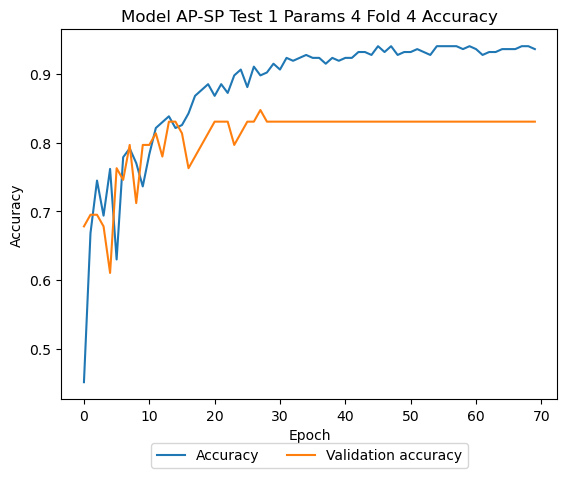 Model AP-SP Test 1 Params 4 Fold 4 Accuracy
Accuracy
0.9
0.8
0.7
0.6
0.5
0 10 20 30 40 50 60 70
Epoch
Accuracy Validation accuracy